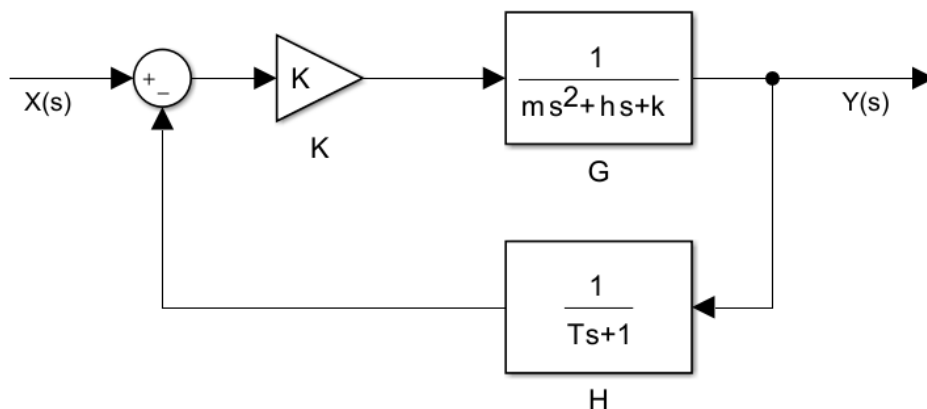 X(s)
+
−
K
K
1
ms²+hs+k
G
Y(s)
1
Ts+1
H